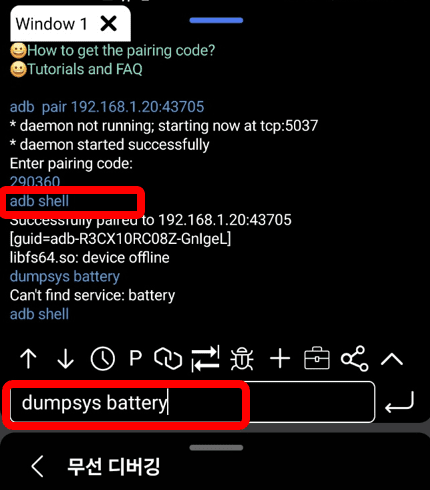 Window 1
😀How to get the pairing code?
😀Tutorials and FAQ
adb pair 192.168.1.20:43705
* daemon not running; starting now at tcp:5037
* daemon started successfully
Enter pairing code:
290360
adb shell
Successfully paired to 192.168.1.20:43705
[guid=adb-R3CX10RC08Z-GnIgeL]
libfs64.so: device offline
dumpsys battery
Can't find service: battery
adb shell
P
dumpsys battery
무선 디버깅